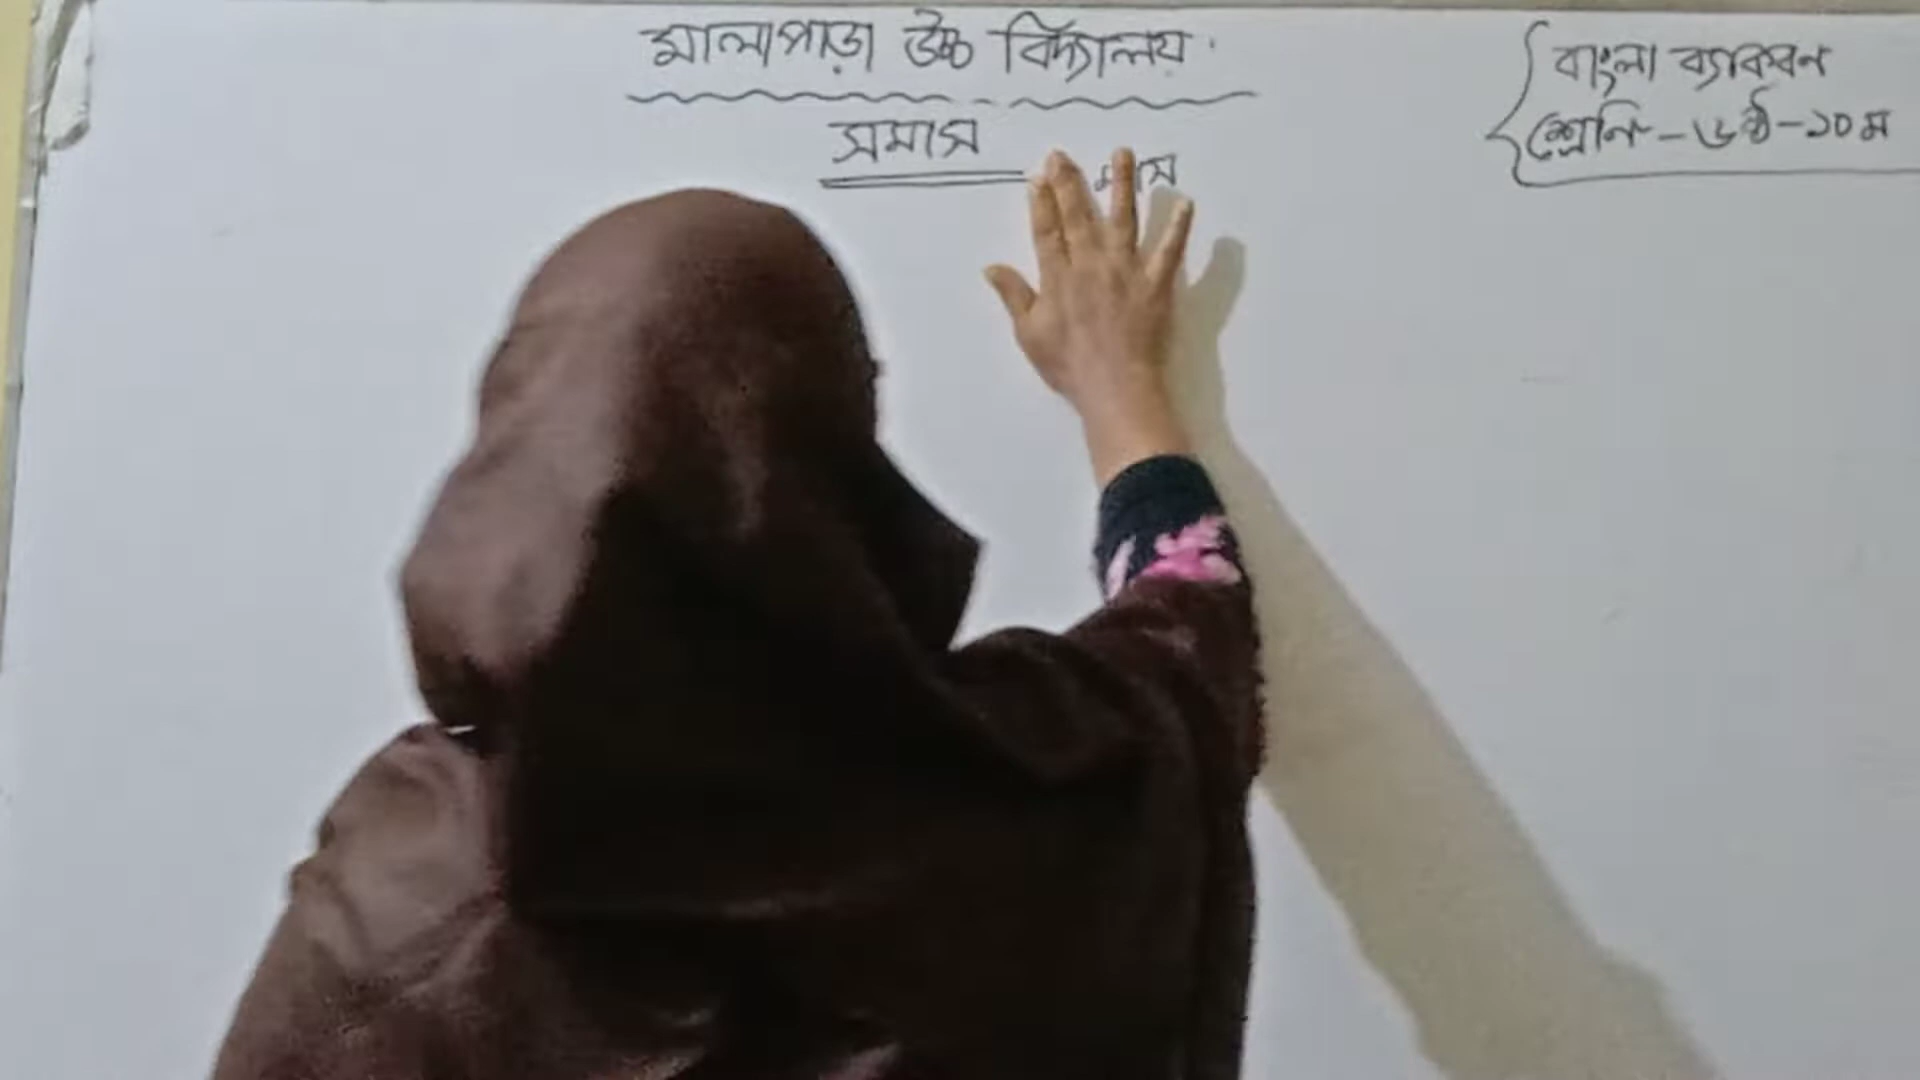 মালাপাড়া উচ্চ বিদ্যালয়
সমাস
বাংলা ব্যাকরণ
শ্রেণি - ৬ষ্ঠ - ১০ম